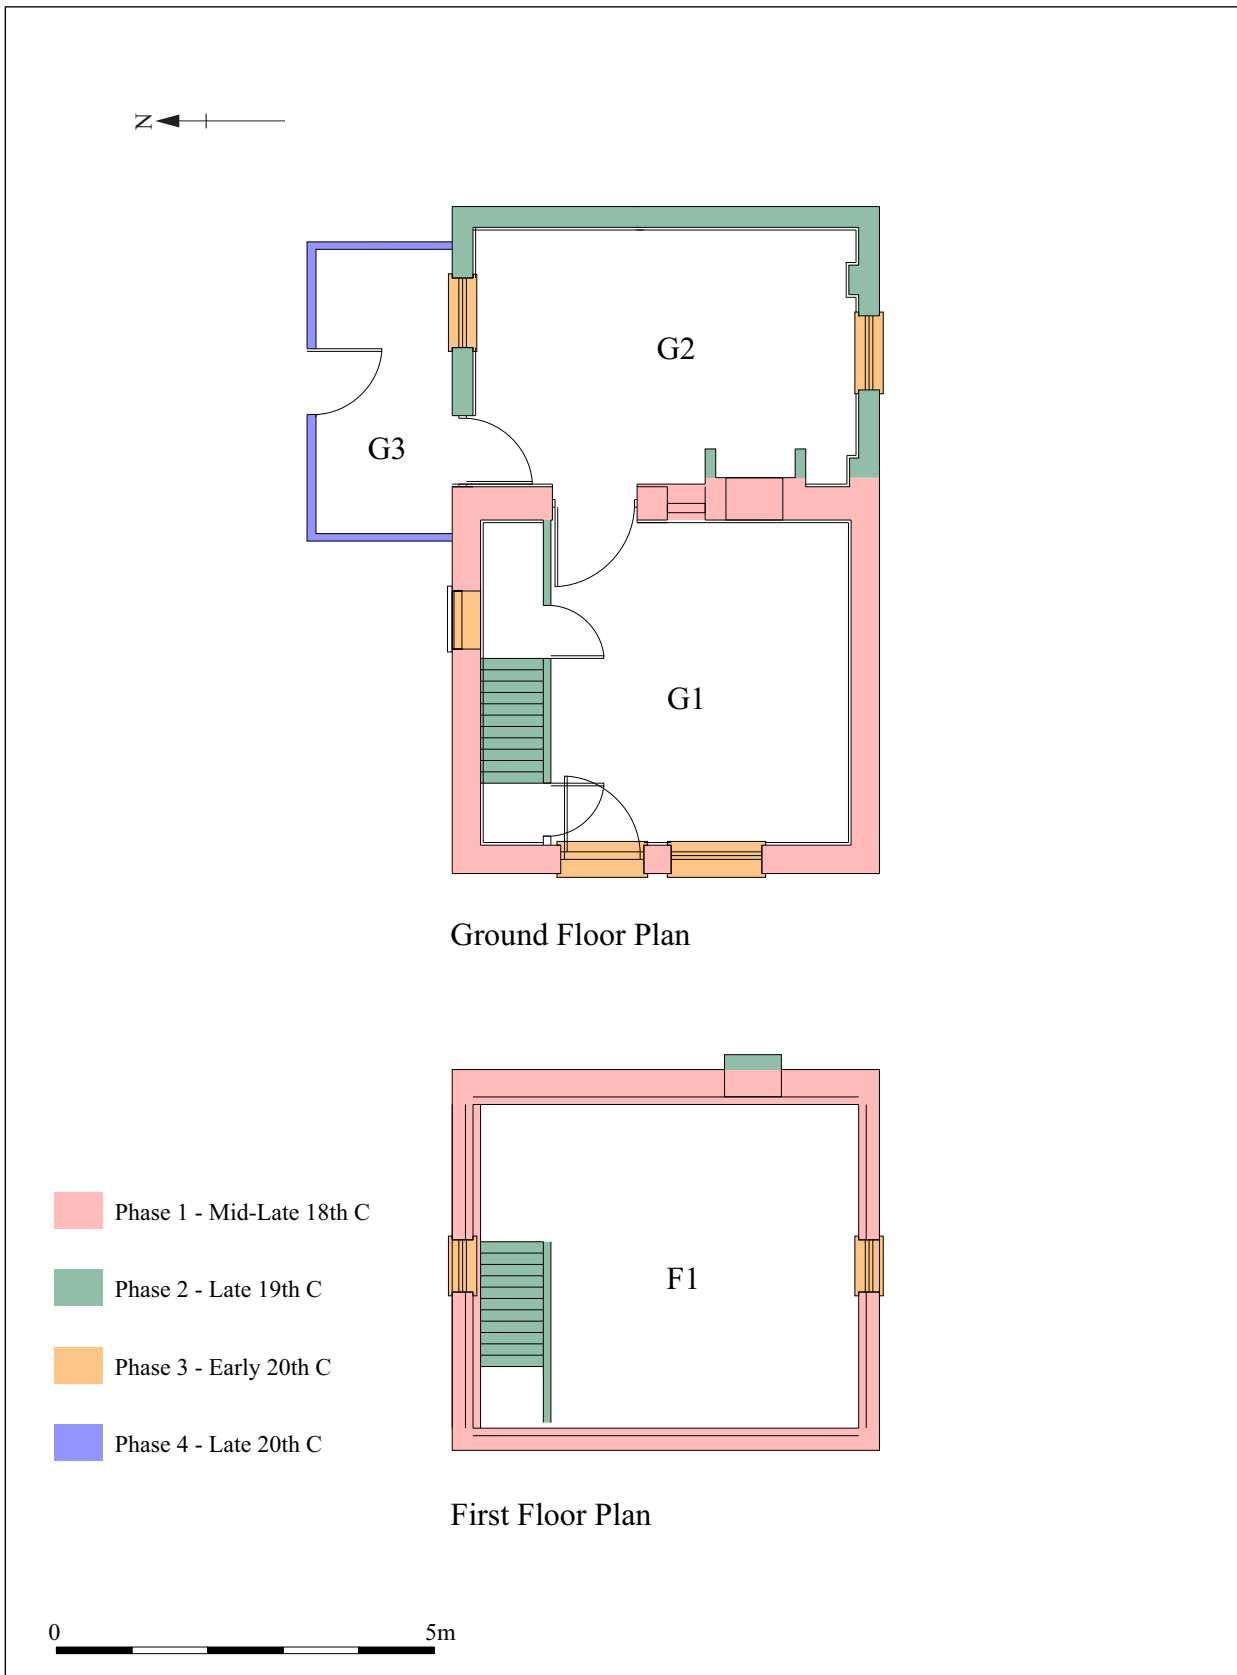 N
G2
G3
G1
Ground Floor Plan
F1
Phase 1 - Mid-Late 18th C
Phase 2 - Late 19th C
Phase 3 - Early 20th C
Phase 4 - Late 20th C
First Floor Plan
0 5m